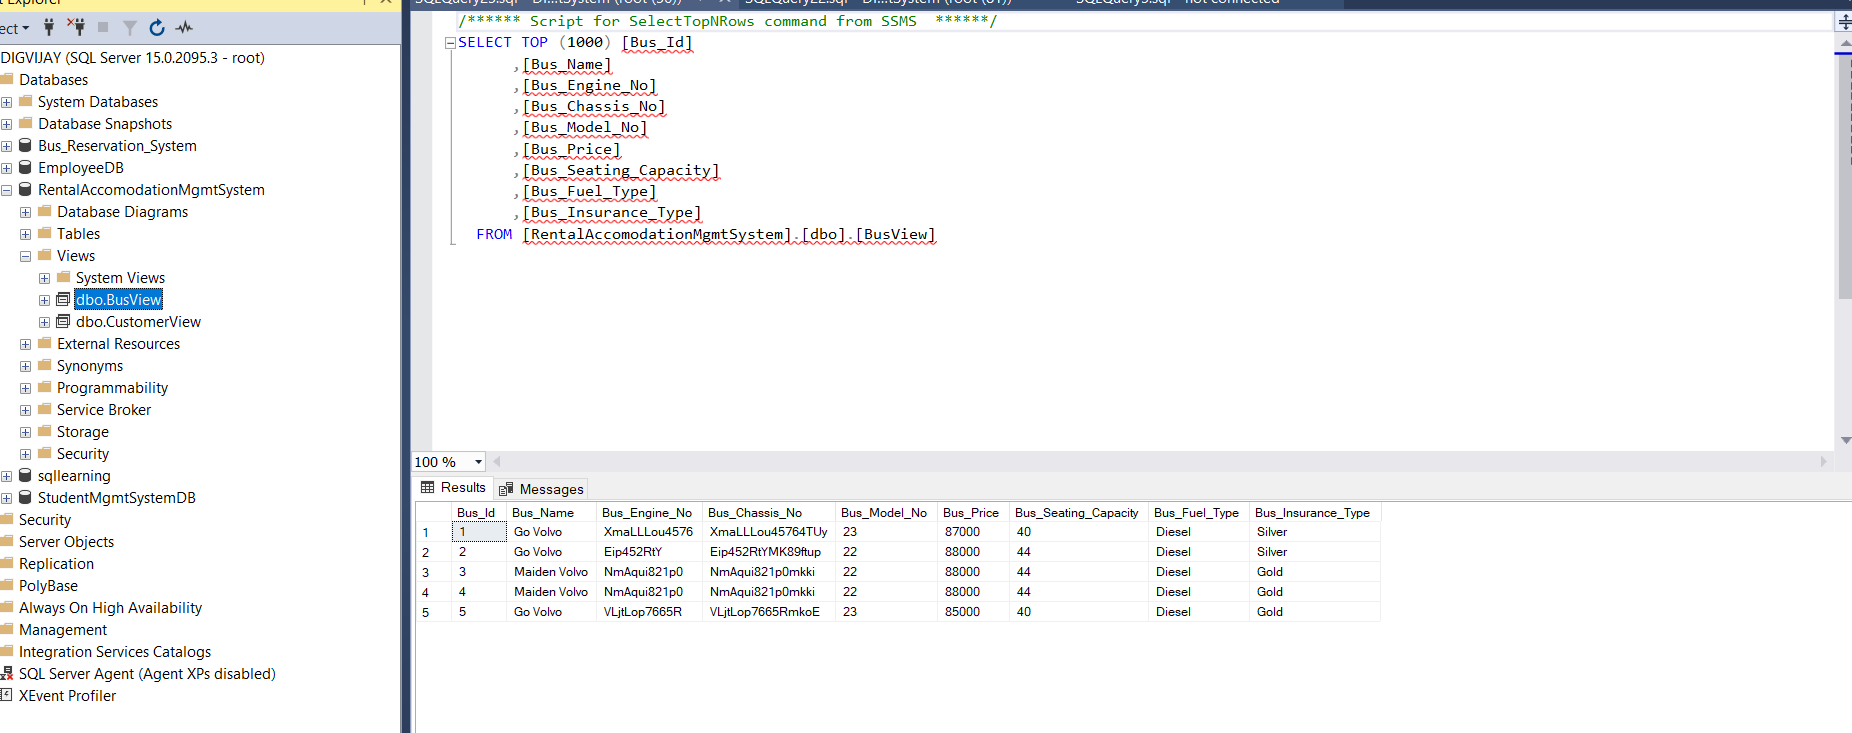 Explorer
ect
DIGVIJAY (SQL Server 15.0.2095.3 - root)
Databases
System Databases
Database Snapshots
Bus_Reservation_System
EmployeeDB
RentalAccomodationMgmtSystem
Database Diagrams
Tables
Views
System Views
dbo.BusView
dbo.CustomerView
External Resources
Synonyms
Programmability
Service Broker
Storage
Security
sqllearning
StudentMgmtSystemDB
Security
Server Objects
Replication
PolyBase
Always On High Availability
Management
Integration Services Catalogs
SQL Server Agent (Agent XPs disabled)
XEvent Profiler
/****** Script for SelectTopNRows command from SSMS  ******/
SELECT TOP (1000) [Bus_Id]
,[Bus_Name]
,[Bus_Engine_No]
,[Bus_Chassis_No]
,[Bus_Model_No]
,[Bus_Price]
,[Bus_Seating_Capacity]
,[Bus_Fuel_Type]
,[Bus_Insurance_Type]
FROM [RentalAccomodationMgmtSystem].[dbo].[BusView]
100 %
Results Messages
Bus_Id Bus_Name Bus_Engine_No Bus_Chassis_No Bus_Model_No Bus_Price Bus_Seating_Capacity Bus_Fuel_Type Bus_Insurance_Type
1 1 Go Volvo XmaLLLou4576 XmaLLLou45764TUy 23 87000 40 Diesel Silver
2 2 Go Volvo Eip452RtY Eip452RtYMK89ftup 22 88000 44 Diesel Silver
3 3 Maiden Volvo NmAqui821p0 NmAqui821p0mkki 22 88000 44 Diesel Gold
4 4 Maiden Volvo NmAqui821p0 NmAqui821p0mkki 22 88000 44 Diesel Gold
5 5 Go Volvo VLjtLop7665R VLjtLop7665RmkoE 23 85000 40 Diesel Gold